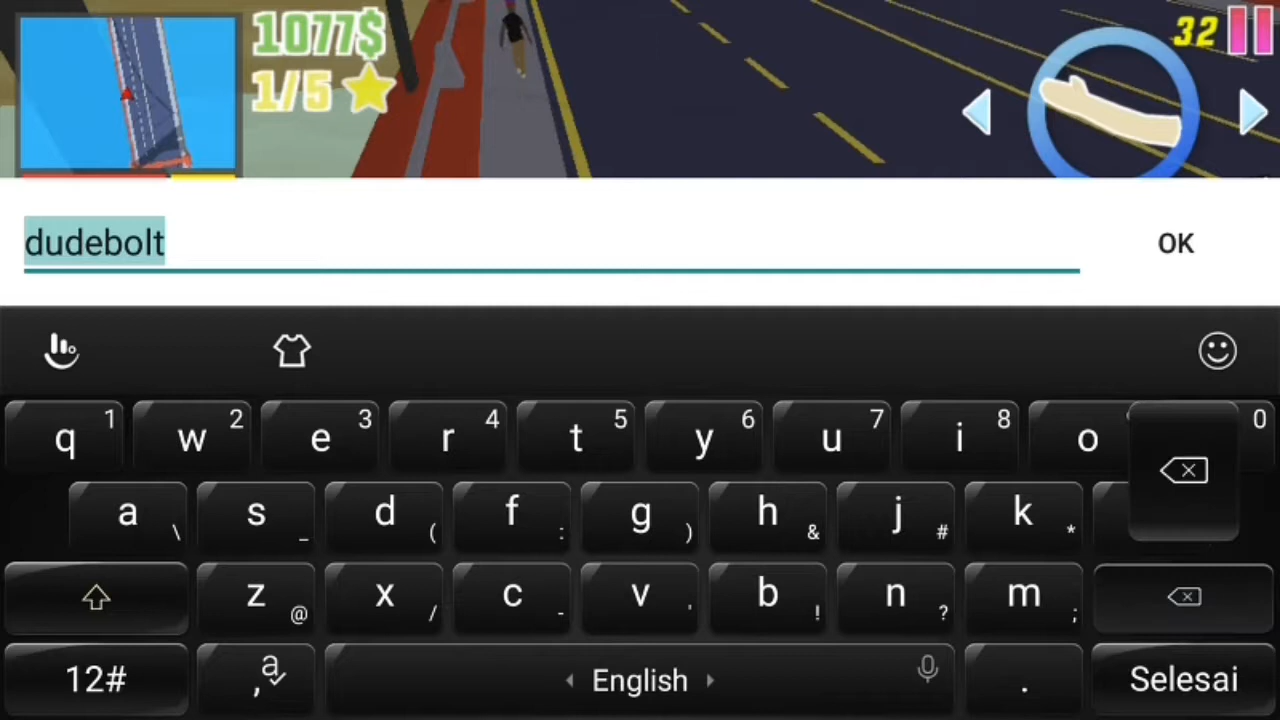 1077$
32
1/5
dudebolt
OK
q 1 w 2 e 3 r 4 t 5 y 6 u 7 i 8 o 0
a \ s _ d ( f : g ) h & j # k *
z @ x / c - v ' b ! n ? m ;
12# , a English . Selesai